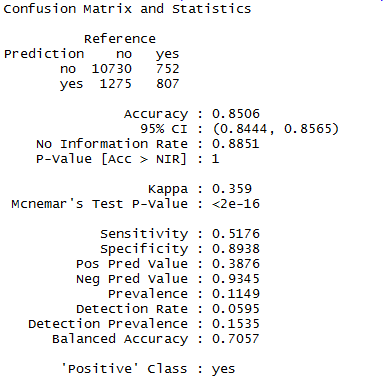 Confusion Matrix and Statistics
Reference
Prediction no yes
no 10730 752
yes 1275 807
Accuracy : 0.8506
95% CI : (0.8444, 0.8565)
No Information Rate : 0.8851
P-Value [Acc > NIR] : 1
Kappa : 0.359
Mcnemar's Test P-Value : <2e-16
Sensitivity : 0.5176
Specificity : 0.8938
Pos Pred Value : 0.3876
Neg Pred Value : 0.9345
Prevalence : 0.1149
Detection Rate : 0.0595
Detection Prevalence : 0.1535
Balanced Accuracy : 0.7057
'Positive' Class : yes